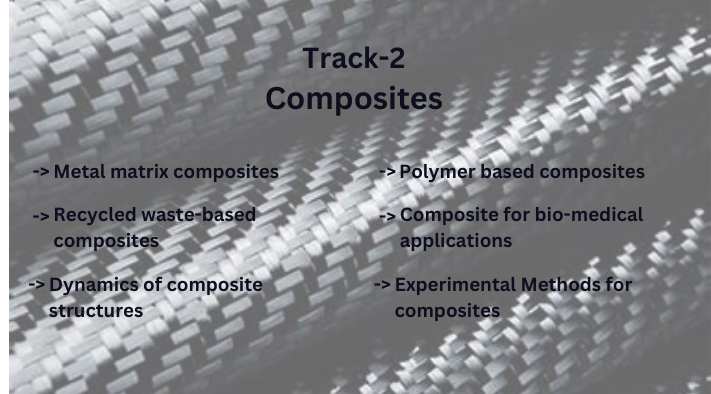 Track-2
Composites
-> Metal matrix composites
-> Polymer based composites
-> Recycled waste-based
composites
-> Composite for bio-medical
applications
-> Dynamics of composite
structures
-> Experimental Methods for
composites